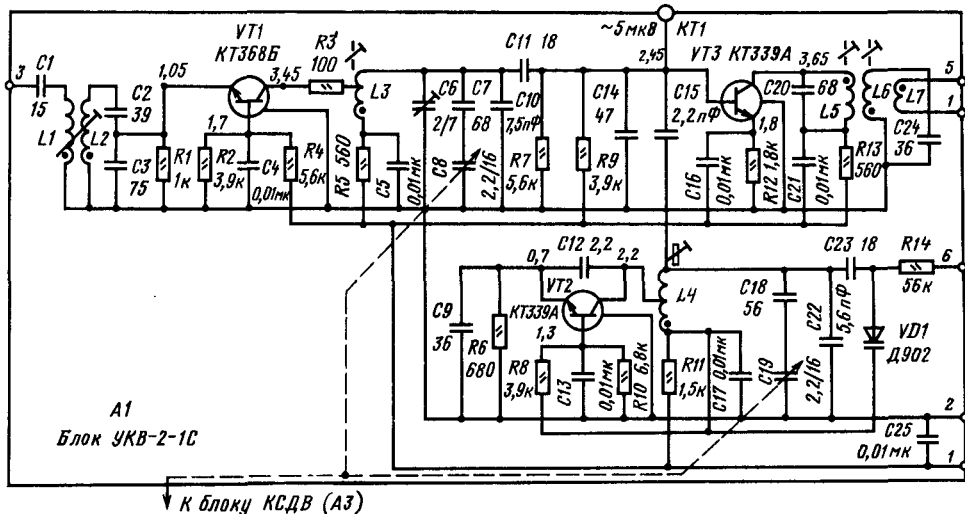 ~5мкВ
КТ1
3
C1
15
L1
L2
C2
39
C3
75
1,05
R1
1к
VT1
КТ368Б
3,45
1,7
R2
3,9к
C4
0,01мк
R3
100
R4
5,6к
L3
R5 560
C5
0,01мк
C6
2/7
C7
68
C8
2,2/16
C10
7,5пФ
C11 18
R7
5,6к
R9
3,9к
C14
47
2,45
C15
2,2пФ
VT3 КТ339А
3,65
1,8
C16
0,01мк
R12 1,8к
C20
68
C21
0,01мк
L5
L6
L7
R13
560
C24
36
5
1
C9
36
R6
680
0,7
C12 2,2
2,2
VT2
КТ339А
1,3
R8
3,9к
C13
0,01мк
R10 6,8к
L4
R11
1,5к
C17 0,01мк
C18
56
C19
2,2/16
C22
5,6пФ
C23 18
R14
56к
6
VD1
Д902
2
C25
0,01мк
1
А1
Блок УКВ-2-1С
К блоку КСДВ (А3)